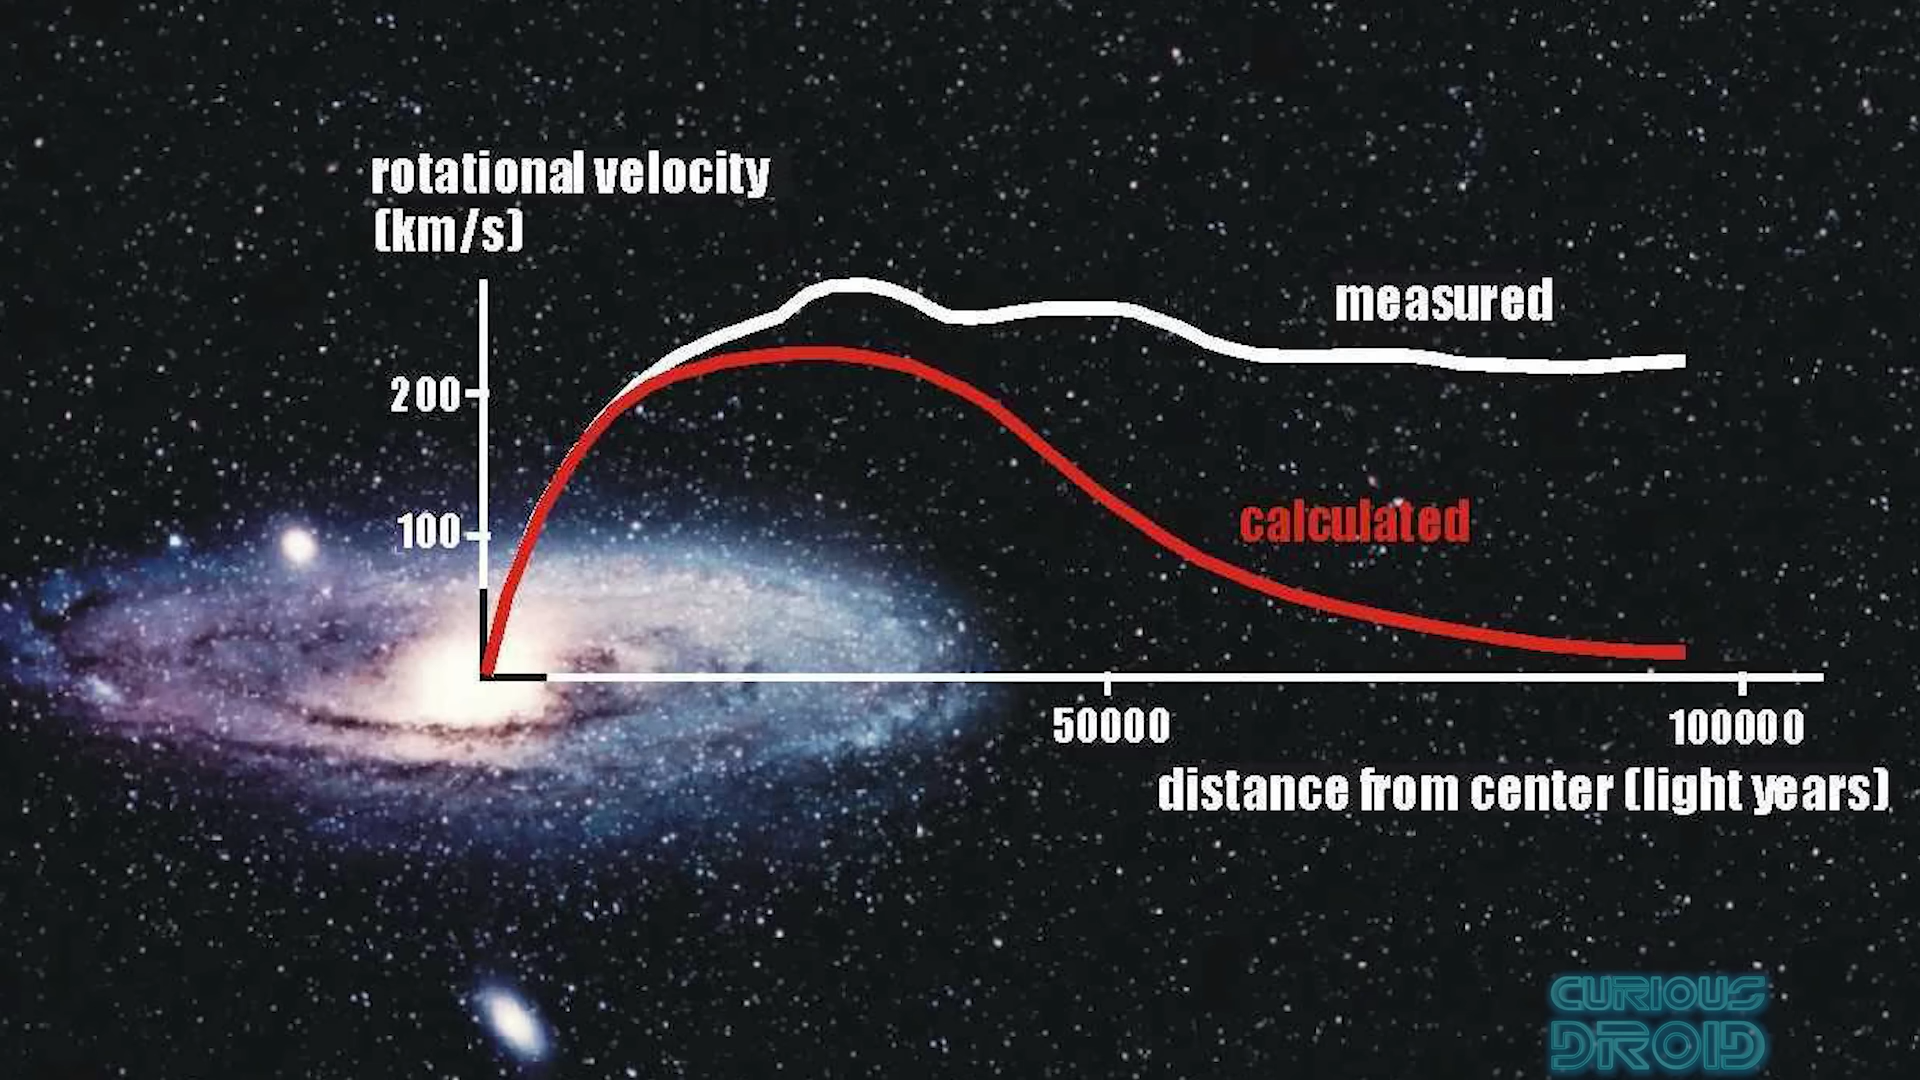 rotational velocity
(km/s)
measured
200
calculated
100
50000
100000
distance from center (light years)
CURIOUS
DROID